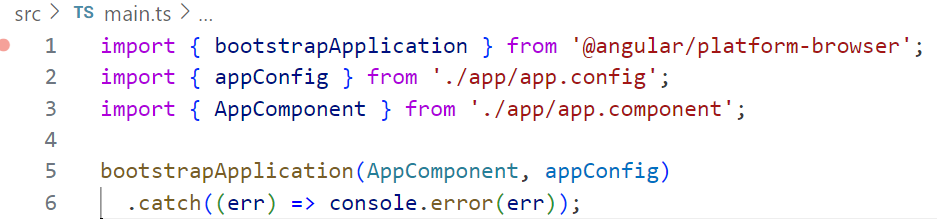 src > TS main.ts > ...
1 import { bootstrapApplication } from '@angular/platform-browser';
2 import { appConfig } from './app/app.config';
3 import { AppComponent } from './app/app.component';
4
5 bootstrapApplication(AppComponent, appConfig)
6   .catch((err) => console.error(err));